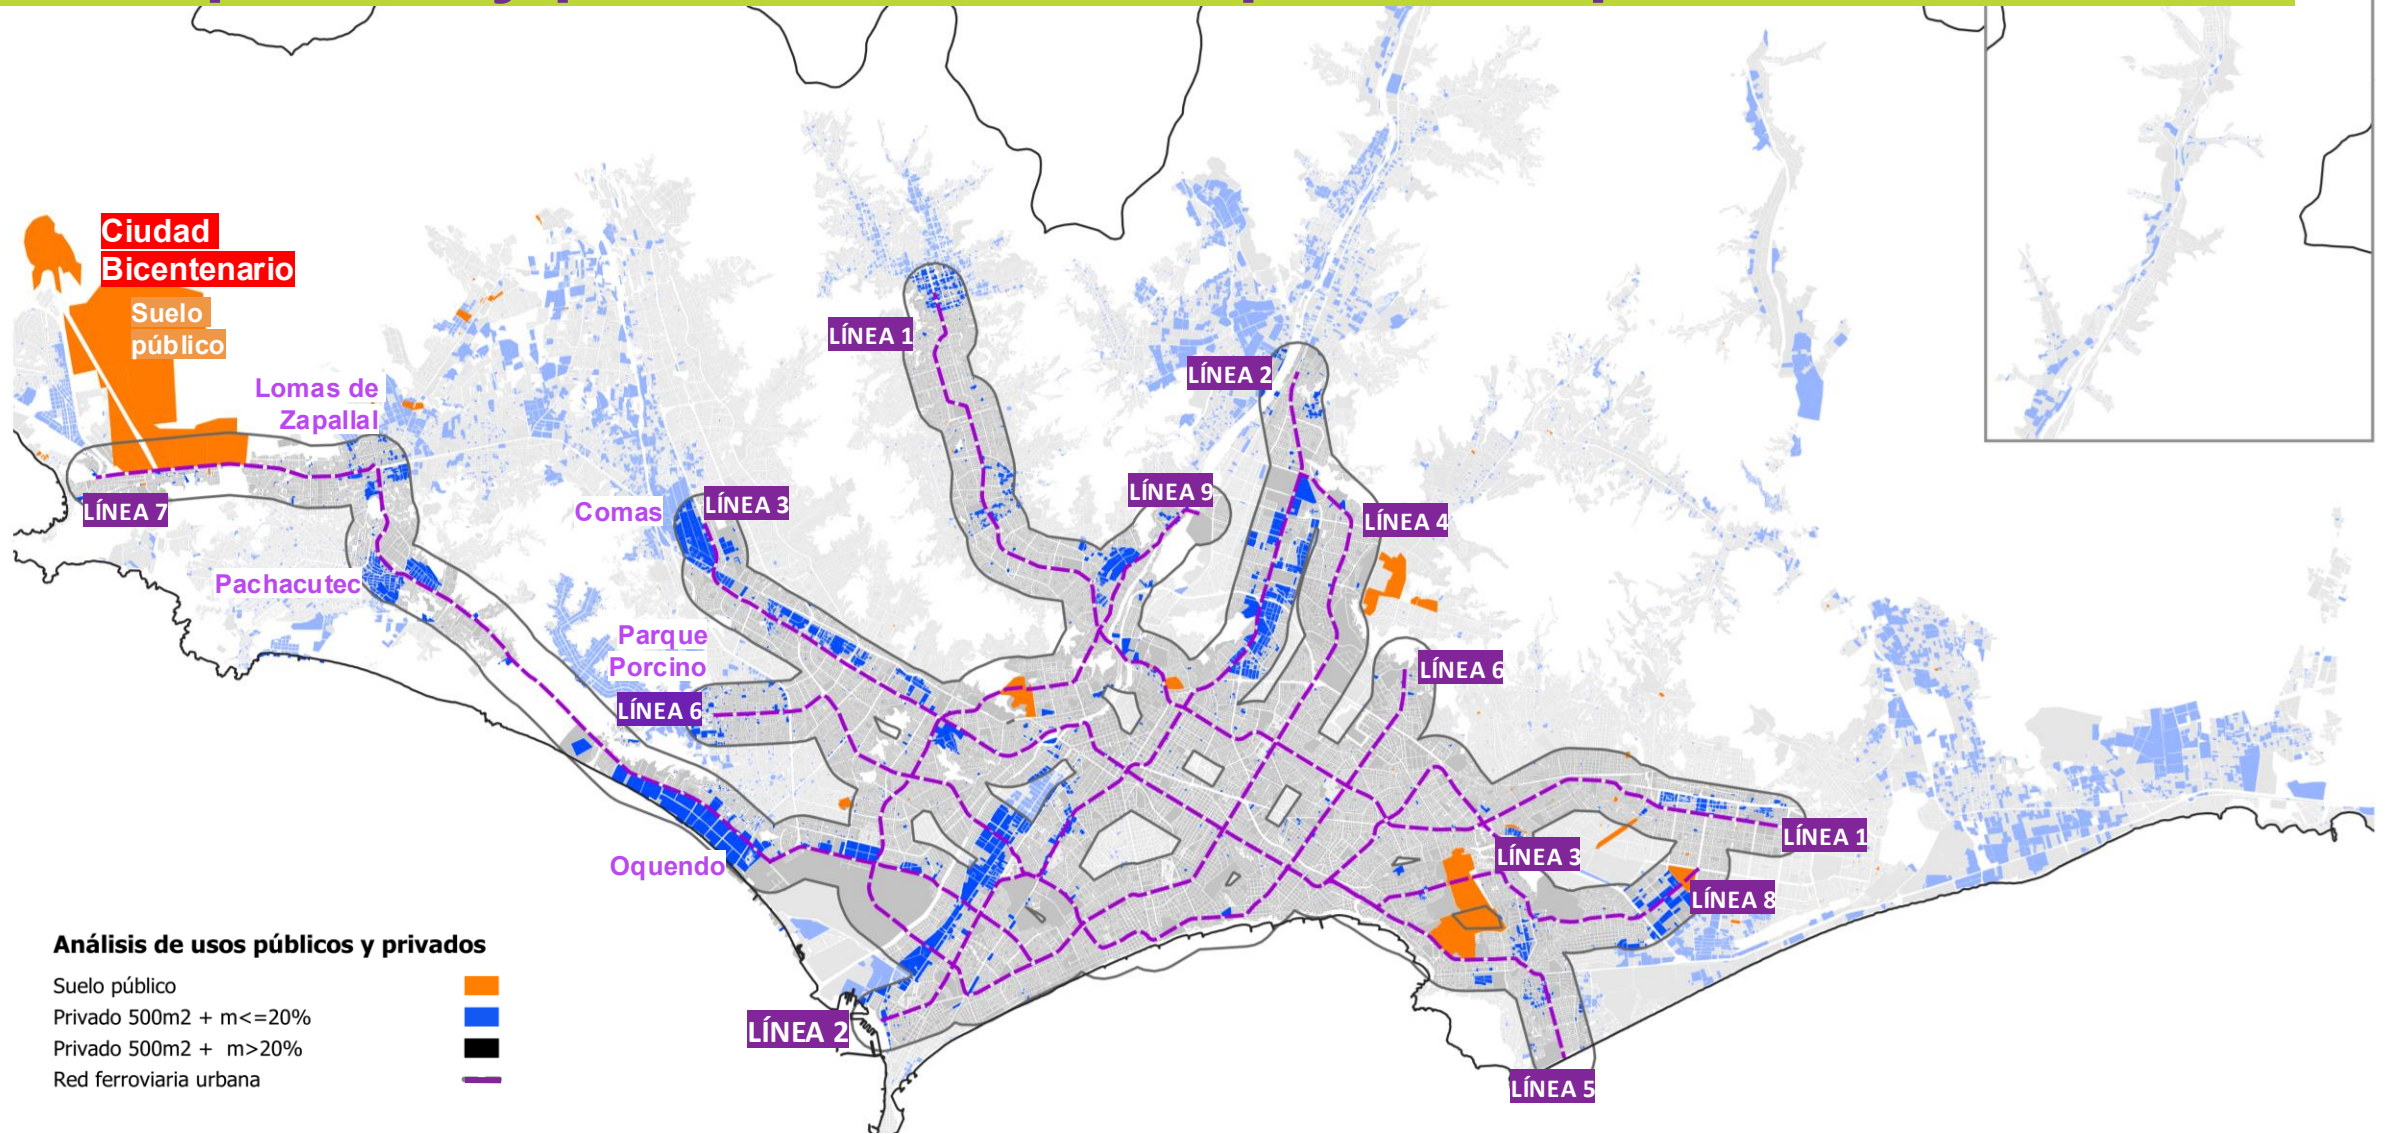 Ciudad
Bicentenario
Suelo
público
Lomas de
Zapallal
LÍNEA 1
LÍNEA 2
LÍNEA 9
LÍNEA 7
Comas
LÍNEA 3
LÍNEA 4
Pachacutec
Parque
Porcino
LÍNEA 6
LÍNEA 6
LÍNEA 1
LÍNEA 3
Oquendo
LÍNEA 8
LÍNEA 2
LÍNEA 5
Análisis de usos públicos y privados
Suelo público
Privado 500m2 + m<=20%
Privado 500m2 +  m>20%
Red ferroviaria urbana